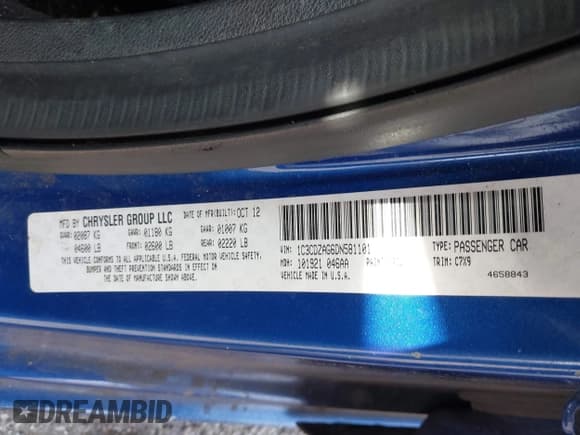 MFD BY CHRYSLER GROUP LLC DATE OF MFR(BUILT): OCT 12
GVWR: 02087 KG GAWR: 01180 KG GAWR: 01007 KG
04600 LB FRONT: 02600 LB REAR: 02220 LB
THIS VEHICLE CONFORMS TO ALL APPLICABLE U.S.A. FEDERAL MOTOR VEHICLE SAFETY,
BUMPER AND THEFT PREVENTION STANDARDS IN EFFECT ON
THE DATE OF MANUFACTURE SHOWN ABOVE.
VIN: 1C3CDZAG6DN581101 TYPE: PASSENGER CAR
MDH: 101921 046AA PAINT: TRIM: C7X9
VEHICLE MADE IN U.S.A. 4658843
DREAMBID